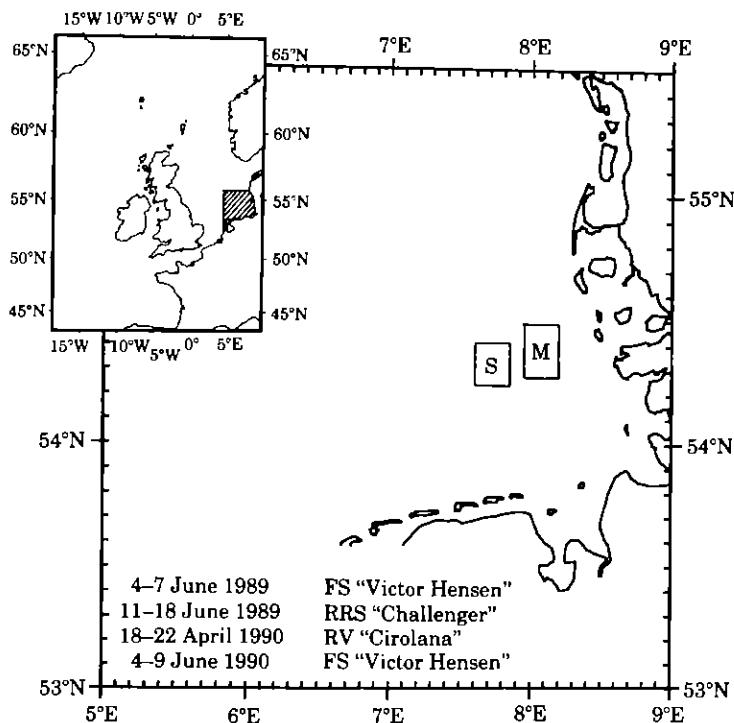 15°W 10°W 5°W 0° 5°E
65°N 65°N
60°N 60°N
55°N 55°N
50°N 50°N
45°N 45°N
15°W 10°W 5°W 0° 5°E
7°E 8°E 9°E
55°N
S M
54°N 54°N
4–7 June 1989 FS "Victor Hensen"
11–18 June 1989 RRS "Challenger"
18–22 April 1990 RV "Cirolana"
4–9 June 1990 FS "Victor Hensen"
53°N 53°N
5°E 6°E 7°E 8°E 9°E